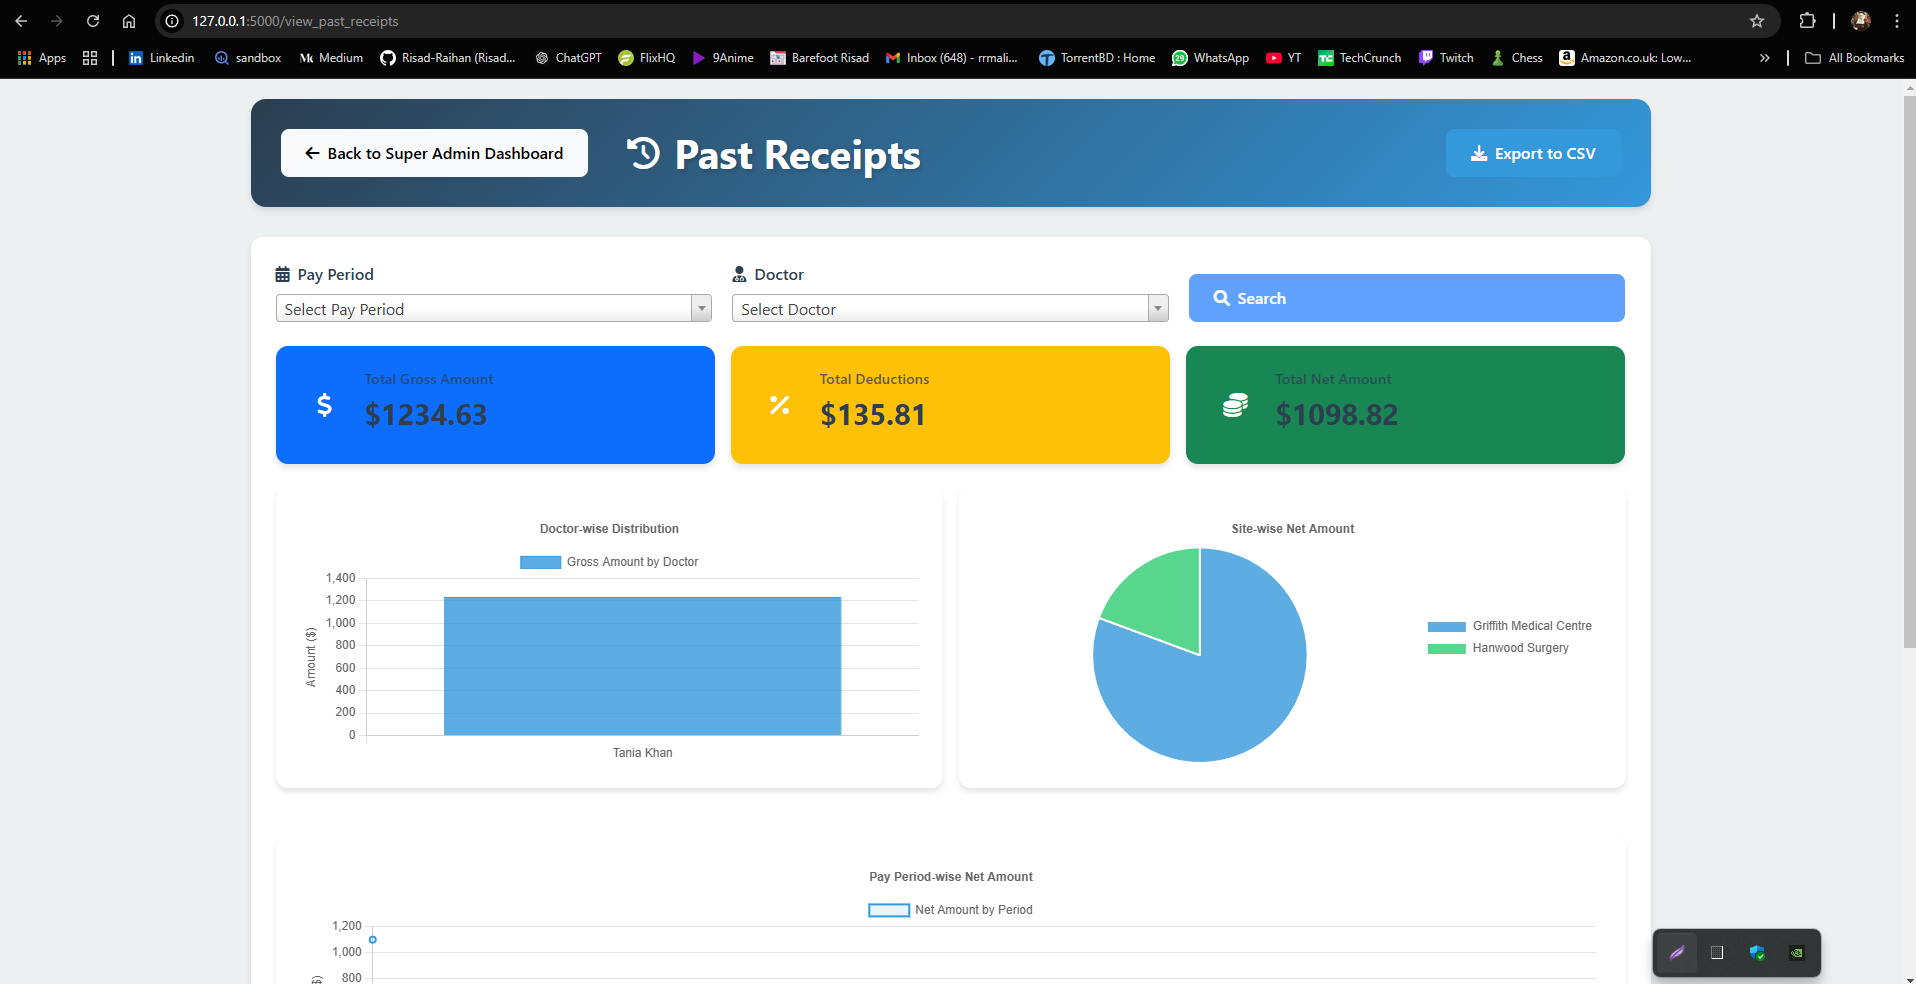 127.0.0.1:5000/view_past_receipts
Apps
Linkedin
sandbox
Medium
Risad-Raihan (Risad...
ChatGPT
FlixHQ
9Anime
Barefoot Risad
Inbox (648) - rrmali...
TorrentBD : Home
29
WhatsApp
YT
TechCrunch
Twitch
Chess
Amazon.co.uk: Low...
All Bookmarks
Back to Super Admin Dashboard
Past Receipts
Export to CSV
Pay Period
Doctor
Select Pay Period
Select Doctor
Search
Total Gross Amount
$1234.63
Total Deductions
$135.81
Total Net Amount
$1098.82
Doctor-wise Distribution
Gross Amount by Doctor
1,400
1,200
1,000
800
600
400
200
0
Amount ($)
Tania Khan
Site-wise Net Amount
Griffith Medical Centre
Hanwood Surgery
Pay Period-wise Net Amount
Net Amount by Period
1,200
1,000
800